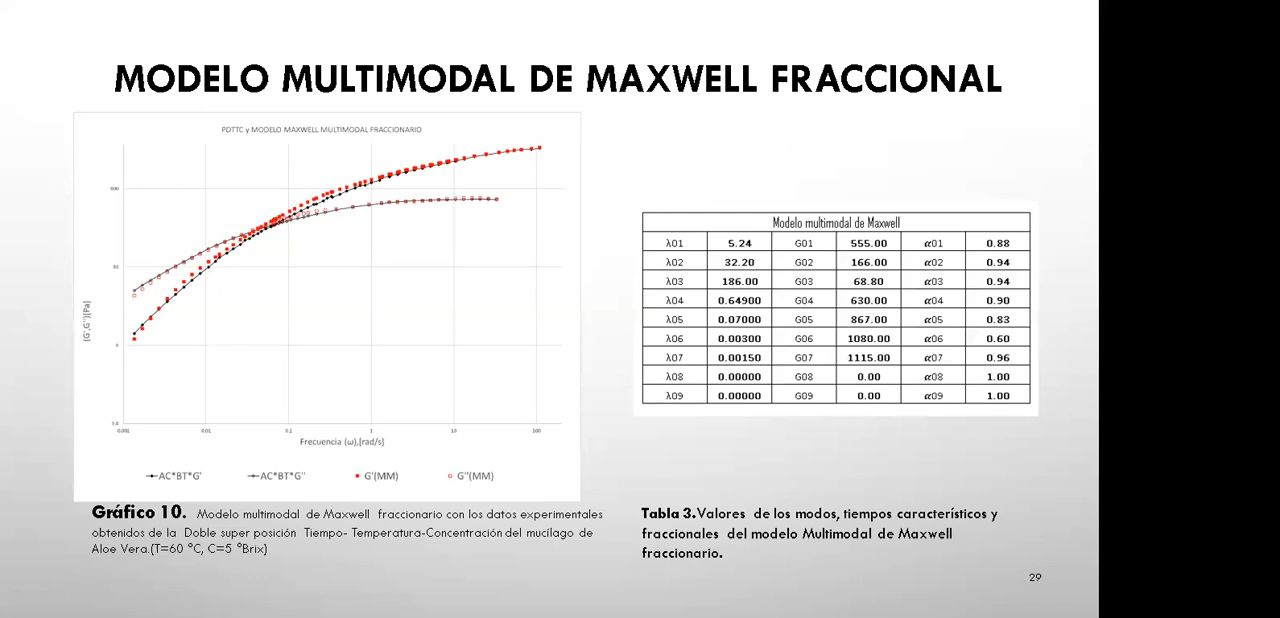 MODELO MULTIMODAL DE MAXWELL FRACCIONAL
PDTTC y MODELO MAXWELL MULTIMODAL FRACCIONARIO
(G',G'')[Pa]
0.001 0.01 0.1 1 10 100
Frecuencia (ω),[rad/s]
AC*BT*G' AC*BT*G'' G'(MM) G''(MM)
Gráfico 10. Modelo multimodal de Maxwell fraccionario con los datos experimentales
obtenidos de la Doble super posición Tiempo- Temperatura-Concentración del mucílago de
Aloe Vera.(T=60 °C, C=5 °Brix)
Modelo multimodal de Maxwell
λ01 5.24 G01 555.00 α01 0.88
λ02 32.20 G02 166.00 α02 0.94
λ03 186.00 G03 68.80 α03 0.94
λ04 0.64900 G04 630.00 α04 0.90
λ05 0.07000 G05 867.00 α05 0.83
λ06 0.00300 G06 1080.00 α06 0.60
λ07 0.00150 G07 1115.00 α07 0.96
λ08 0.00000 G08 0.00 α08 1.00
λ09 0.00000 G09 0.00 α09 1.00
Tabla 3.Valores de los modos, tiempos característicos y
fraccionales del modelo Multimodal de Maxwell
fraccionario.
29